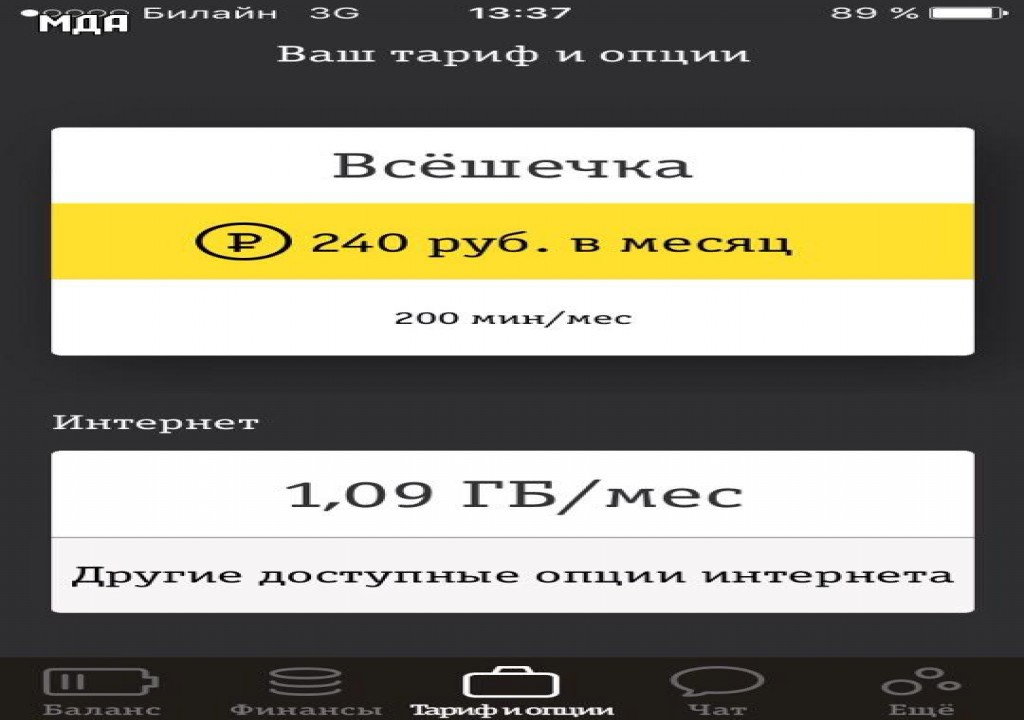 Билайн 3G 13:37 89 %
МДА
Ваш тариф и опции
Всёшечка
₽ 240 руб. в месяц
200 мин/мес
Интернет
1,09 ГБ/мес
Другие доступные опции интернета
Баланс Финансы Тариф и опции Чат Ещё